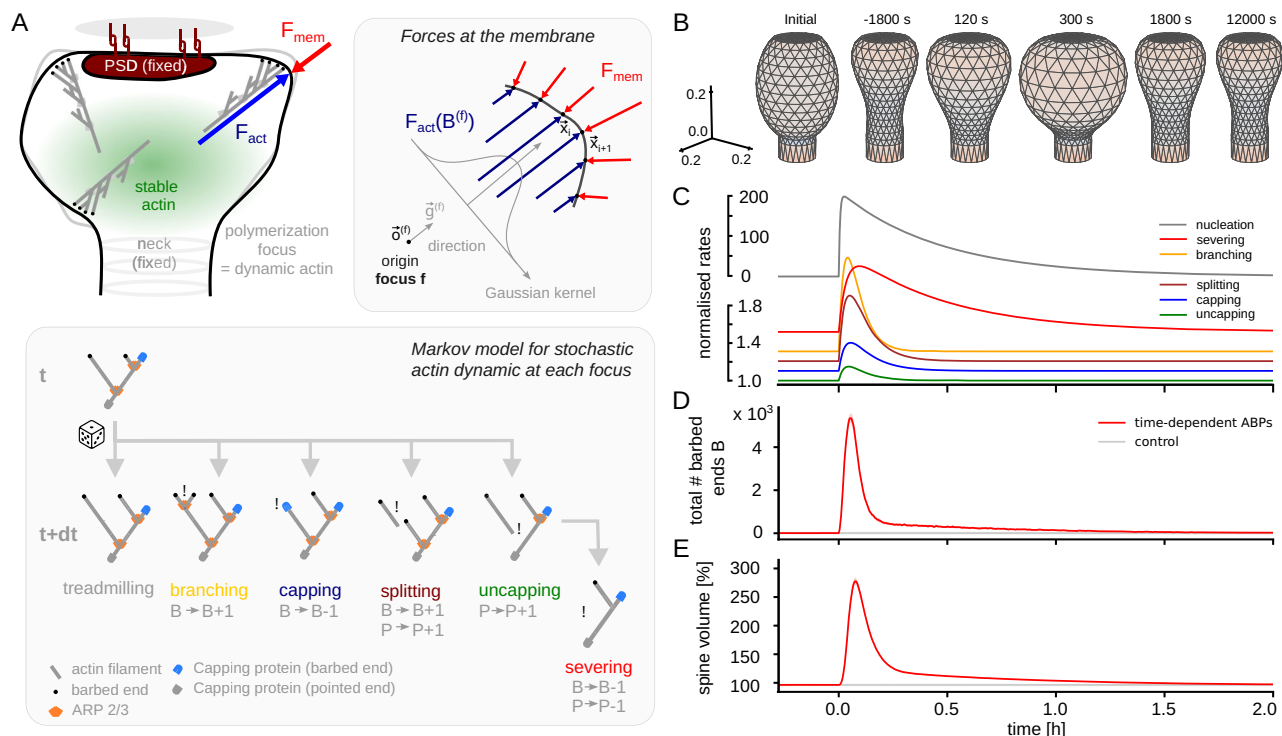 A
F_mem
PSD (fixed)
F_act
stable
actin
neck
(fixed)
polymerization
focus
= dynamic actin
Forces at the membrane
F_mem
F_act(B^(f))
x⃗_i
x⃗_i+1
g⃗^(f)
o⃗^(f)
direction
origin
focus f
Gaussian kernel
Markov model for stochastic
actin dynamic at each focus
t
t+dt
! ! ! ! !
treadmilling branching capping splitting uncapping
B→B+1 B→B-1 B→B+1 P→P+1
P→P+1
severing
B→B-1
P→P-1
actin filament Capping protein (barbed end)
barbed end Capping protein (pointed end)
ARP 2/3
B
Initial -1800 s 120 s 300 s 1800 s 12000 s
0.2
0.0
0.2 0.2
C
normalised rates
200
100
0
1.8
1.4
1.0
nucleation
severing
branching
splitting
capping
uncapping
D
x 10³
total # barbed
ends B
4
2
0
time-dependent ABPs
control
E
spine volume [%]
300
250
200
150
100
0.0 0.5 1.0 1.5 2.0
time [h]